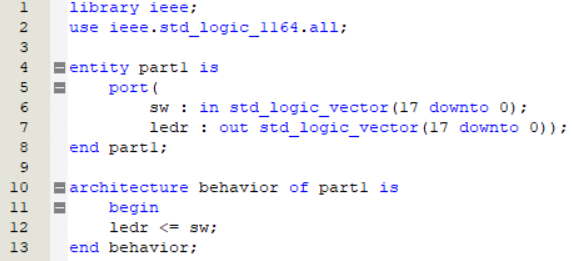 1 library ieee;
2 use ieee.std_logic_1164.all;
3
4 entity part1 is
5 port(
6 sw : in std_logic_vector(17 downto 0);
7 ledr : out std_logic_vector(17 downto 0));
8 end part1;
9
10 architecture behavior of part1 is
11 begin
12 ledr <= sw;
13 end behavior;